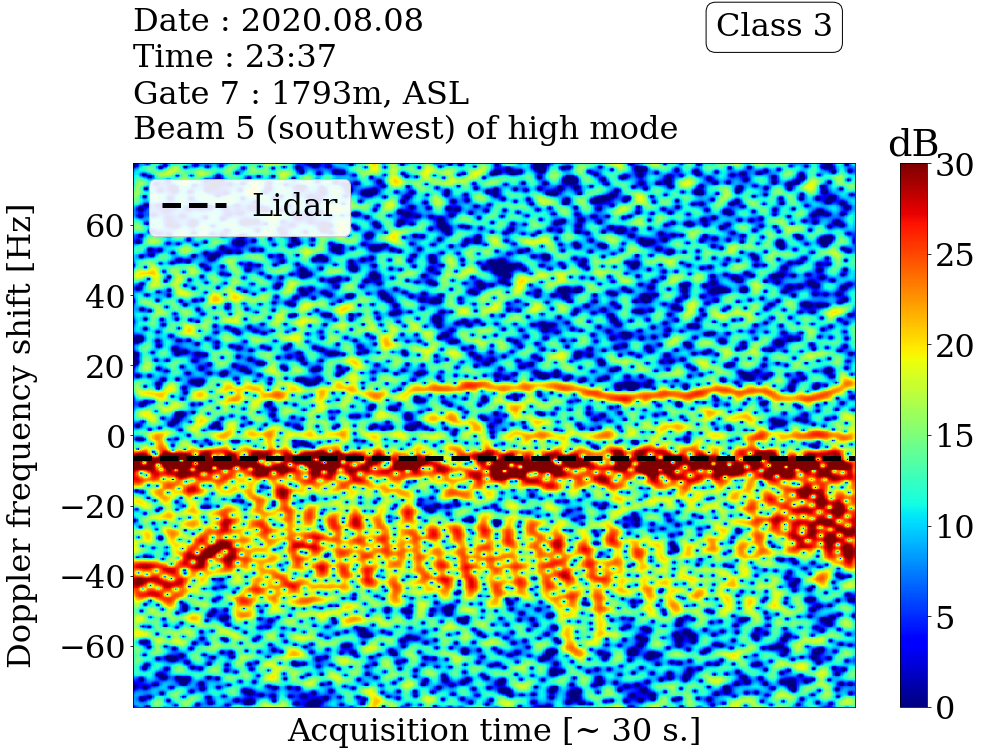 Date : 2020.08.08
Time : 23:37
Gate 7 : 1793m, ASL
Beam 5 (southwest) of high mode
Class 3
dB
Lidar
Doppler frequency shift [Hz]
60
40
20
0
−20
−40
−60
30
25
20
15
10
5
0
Acquisition time [~ 30 s.]